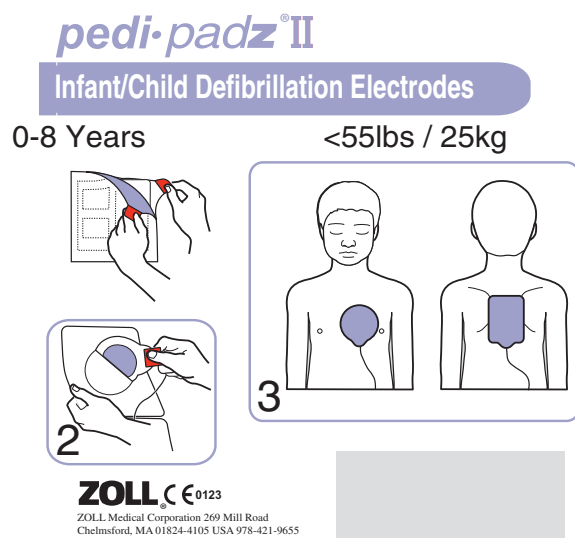 pedi•padz®II
Infant/Child Defibrillation Electrodes
0-8 Years <55lbs / 25kg
2
3
ZOLL® CE 0123
ZOLL Medical Corporation 269 Mill Road
Chelmsford, MA 01824-4105 USA 978-421-9655